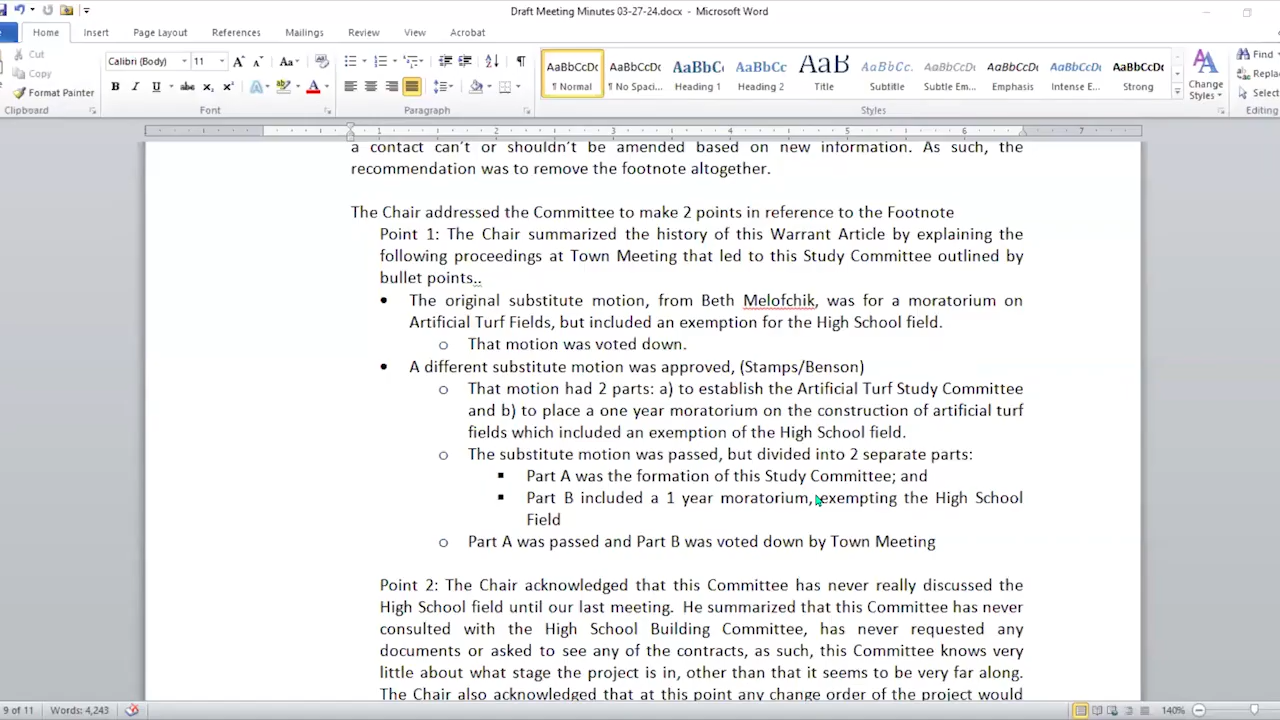 Draft Meeting Minutes 03-27-24.docx - Microsoft Word
Home Insert Page Layout References Mailings Review View Acrobat
Cut
Copy
Format Painter
Clipboard
Calibri (Body) 11
Font
Paragraph
AaBbCcDc AaBbCcDc AaBbC AaBbCc AaB AaBbCc. AaBbCcDc AaBbCcDc AaBbCcDc AaBbCcDc
¶ Normal ¶ No Spaci... Heading 1 Heading 2 Title Subtitle Subtle Em... Emphasis Intense E... Strong
Styles
Change
Styles
Find
Replac
Select
Editing
1 2 3 4 5 6 7
a contact can't or shouldn't be amended based on new information. As such, the
recommendation was to remove the footnote altogether.
The Chair addressed the Committee to make 2 points in reference to the Footnote
Point 1: The Chair summarized the history of this Warrant Article by explaining the
following proceedings at Town Meeting that led to this Study Committee outlined by
bullet points..
• The original substitute motion, from Beth Melofchik, was for a moratorium on
Artificial Turf Fields, but included an exemption for the High School field.
o That motion was voted down.
• A different substitute motion was approved, (Stamps/Benson)
o That motion had 2 parts: a) to establish the Artificial Turf Study Committee
and b) to place a one year moratorium on the construction of artificial turf
fields which included an exemption of the High School field.
o The substitute motion was passed, but divided into 2 separate parts:
▪ Part A was the formation of this Study Committee; and
▪ Part B included a 1 year moratorium, exempting the High School
Field
o Part A was passed and Part B was voted down by Town Meeting
Point 2: The Chair acknowledged that this Committee has never really discussed the
High School field until our last meeting. He summarized that this Committee has never
consulted with the High School Building Committee, has never requested any
documents or asked to see any of the contracts, as such, this Committee knows very
little about what stage the project is in, other than that it seems to be very far along.
The Chair also acknowledged that at this point any change order of the project would
9 of 11 Words: 4,243 140%